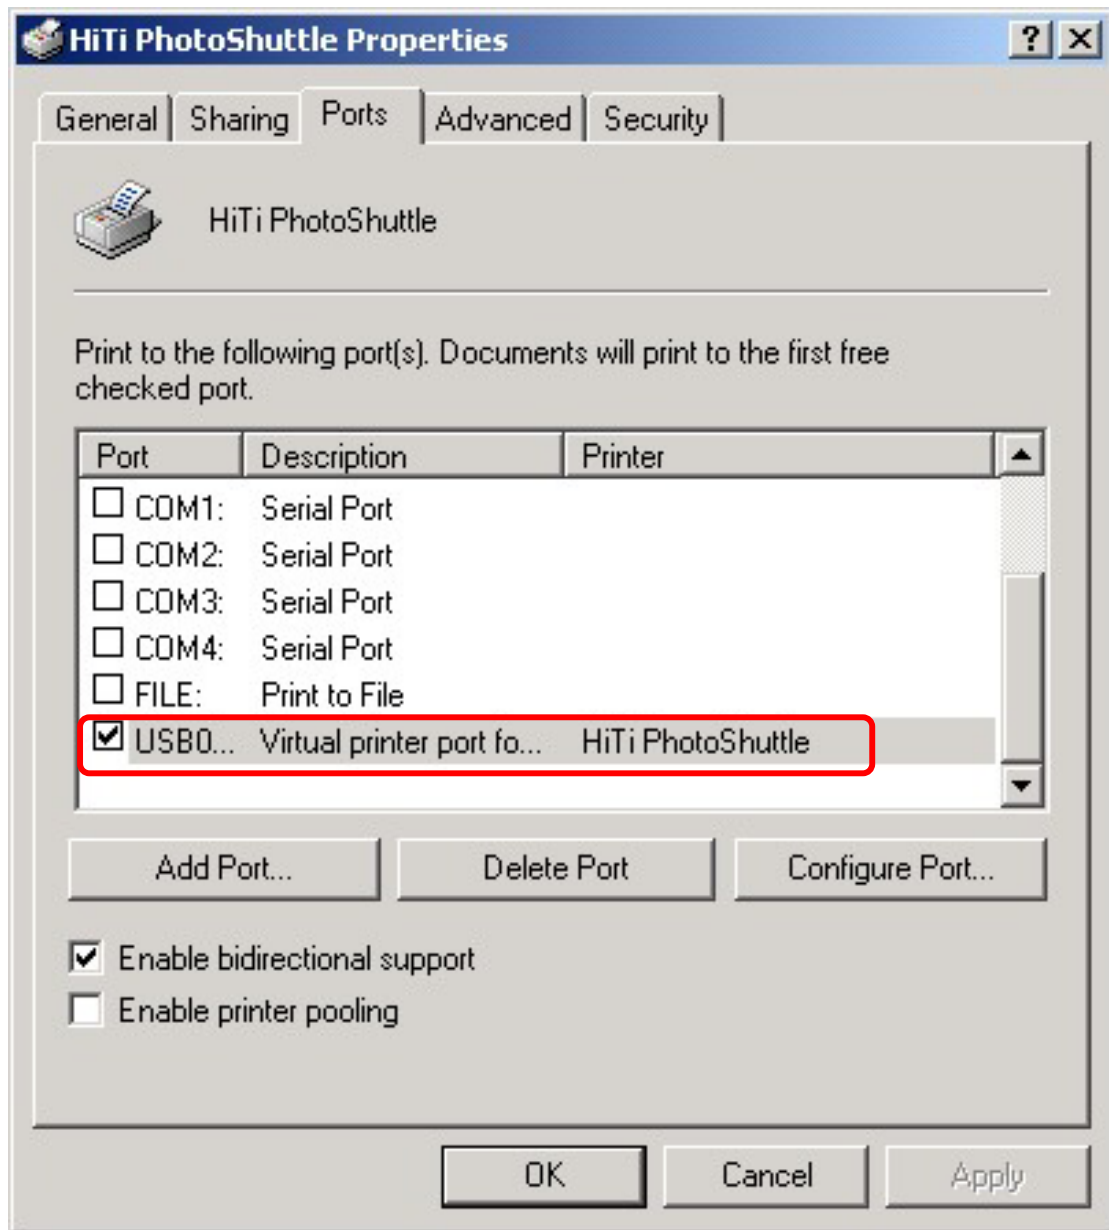 HiTi PhotoShuttle Properties
General Sharing Ports Advanced Security
HiTi PhotoShuttle
Print to the following port(s). Documents will print to the first free
checked port.
Port Description Printer
COM1: Serial Port
COM2: Serial Port
COM3: Serial Port
COM4: Serial Port
FILE: Print to File
USB0... Virtual printer port fo... HiTi PhotoShuttle
Add Port... Delete Port Configure Port...
Enable bidirectional support
Enable printer pooling
OK Cancel Apply